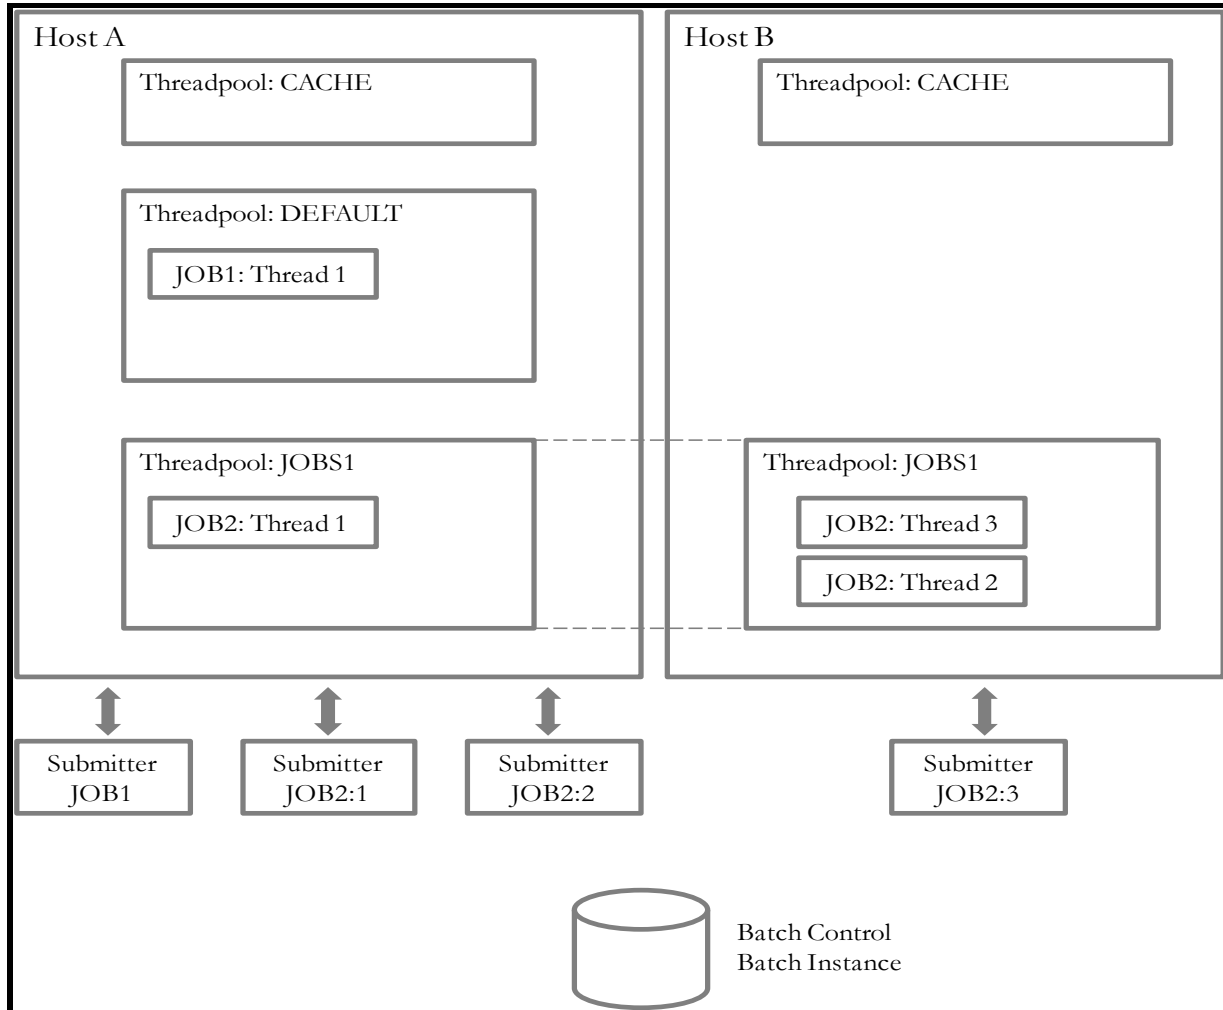 Host A
Threadpool: CACHE
Threadpool: DEFAULT
JOB1: Thread 1
Threadpool: JOBS1
JOB2: Thread 1
Host B
Threadpool: CACHE
Threadpool: JOBS1
JOB2: Thread 3
JOB2: Thread 2
Submitter
JOB1
Submitter
JOB2:1
Submitter
JOB2:2
Submitter
JOB2:3
Batch Control
Batch Instance